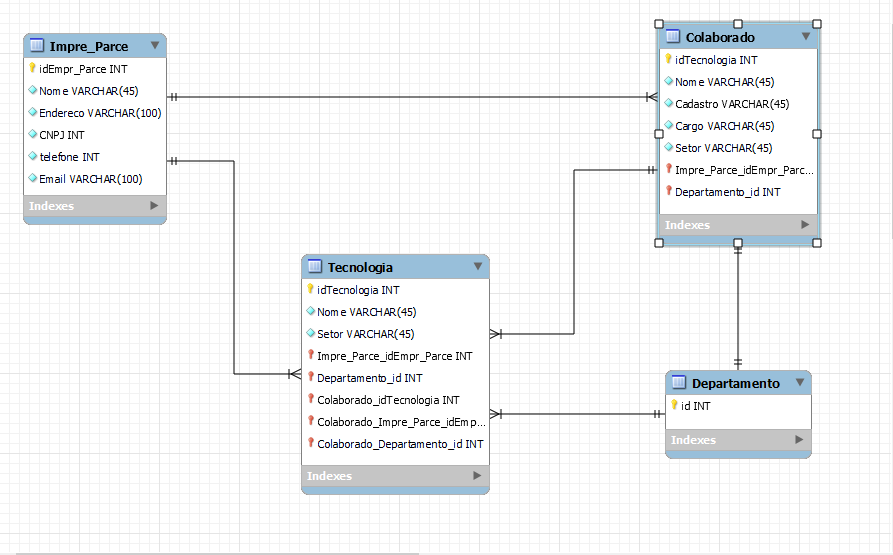 Impre_Parce
idEmpr_Parce INT
Nome VARCHAR(45)
Endereco VARCHAR(100)
CNPJ INT
telefone INT
Email VARCHAR(100)
Indexes
Colaborado
idTecnologia INT
Nome VARCHAR(45)
Cadastro VARCHAR(45)
Cargo VARCHAR(45)
Setor VARCHAR(45)
Impre_Parce_idEmpr_Parc...
Departamento_id INT
Indexes
Tecnologia
idTecnologia INT
Nome VARCHAR(45)
Setor VARCHAR(45)
Impre_Parce_idEmpr_Parce INT
Departamento_id INT
Colaborado_idTecnologia INT
Colaborado_Impre_Parce_idEmp...
Colaborado_Departamento_id INT
Indexes
Departamento
id INT
Indexes